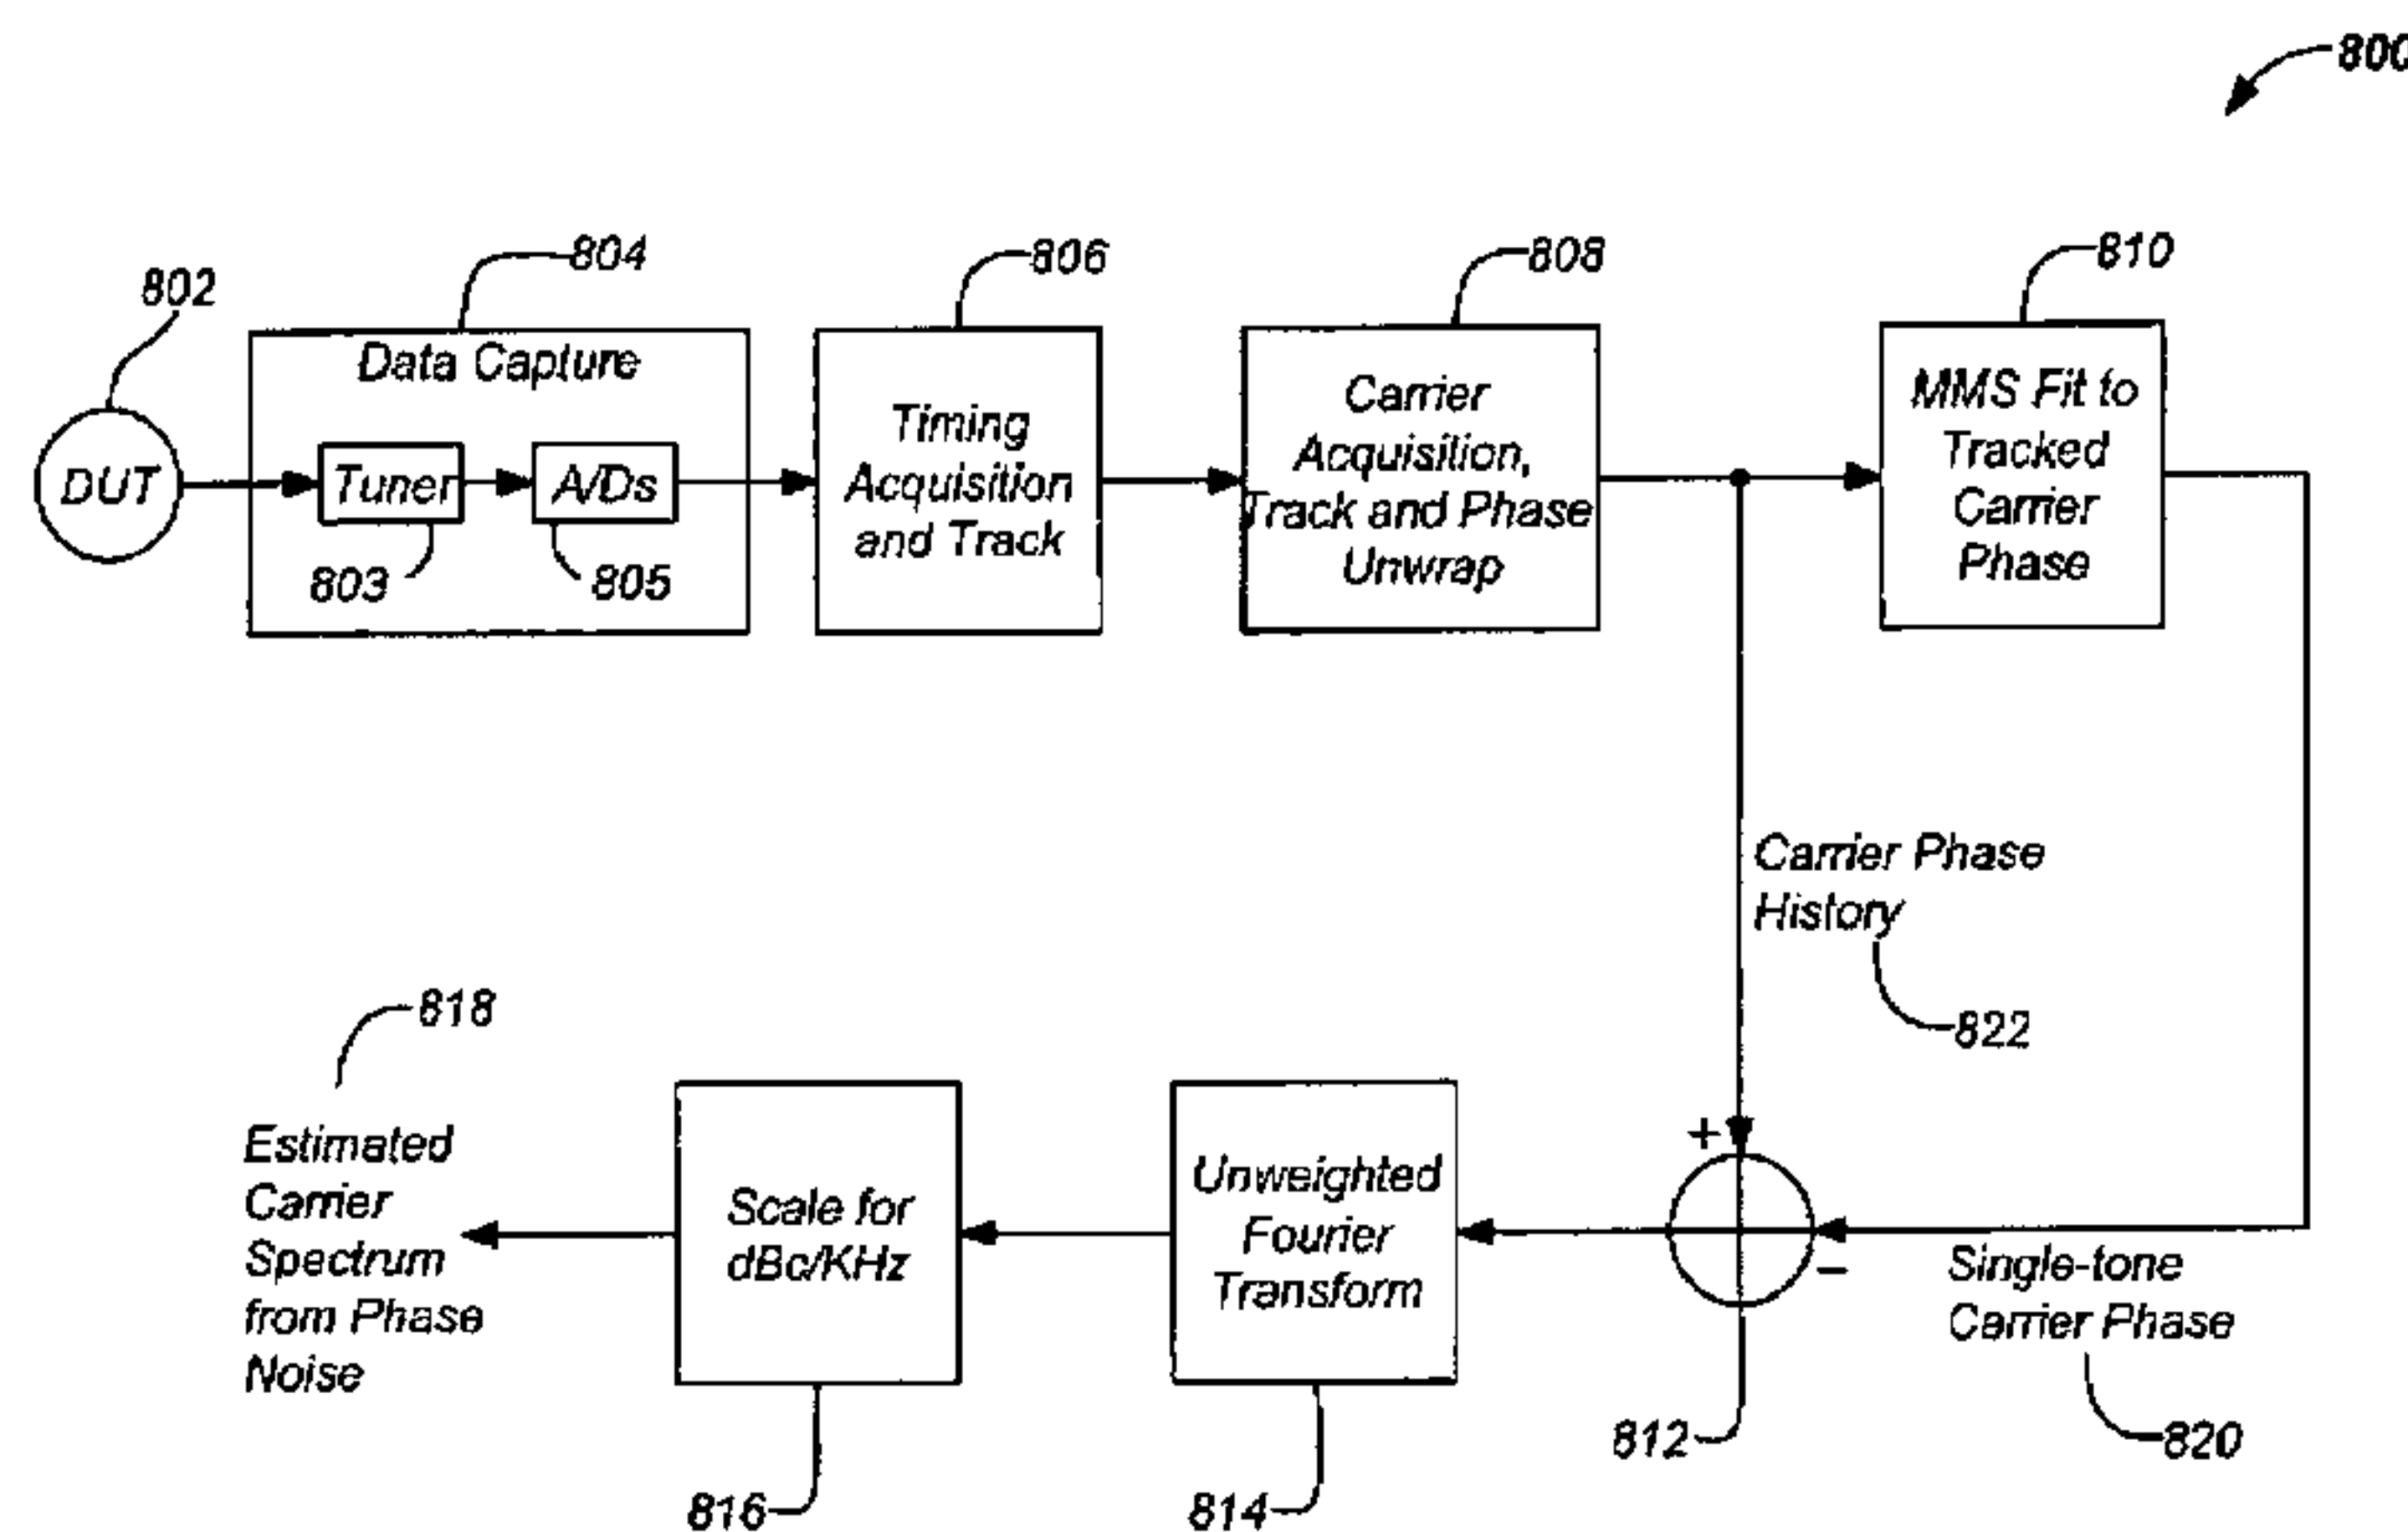 800
802
804
806
808
810
Data Capture
DUT
Tuner
A/Ds
803
805
Timing
Acquisition
and Track
Carrier
Acquisition,
Track and Phase
Unwrap
MMS Fit to
Tracked
Carrier
Phase
Carrier Phase
History
822
818
Estimated
Carrier
Spectrum
from Phase
Noise
Scale for
dBc/KHz
Unweighted
Fourier
Transform
+
−
Single-tone
Carrier Phase
816
814
812
820